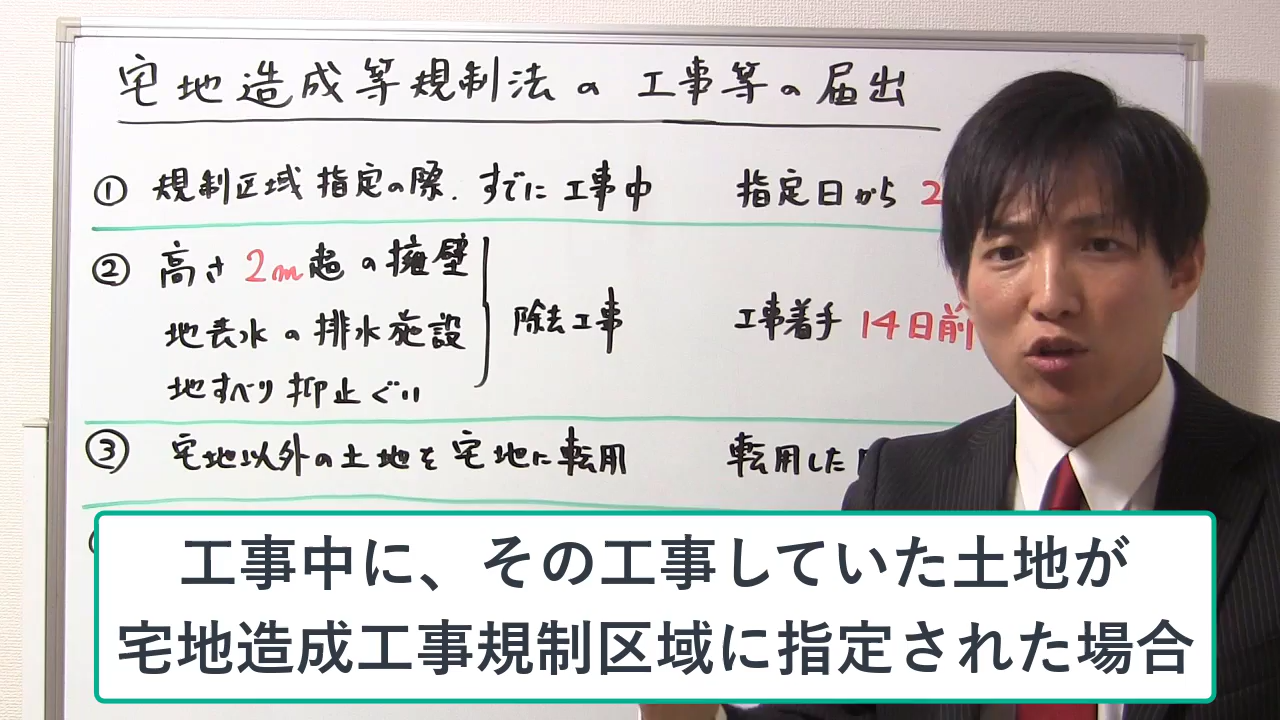 宅地造成等規制法の工事等の届出
① 規制区域指定の際、すでに工事中 指定日から 2
② 高さ2m超の擁壁
地表水の排水施設
地すべり抑止ぐい
除去工事 工事着手 14日前
③ 宅地以外の土地を宅地に転用 転用した
工事中に、その工事していた土地が
宅地造成工事規制区域に指定された場合